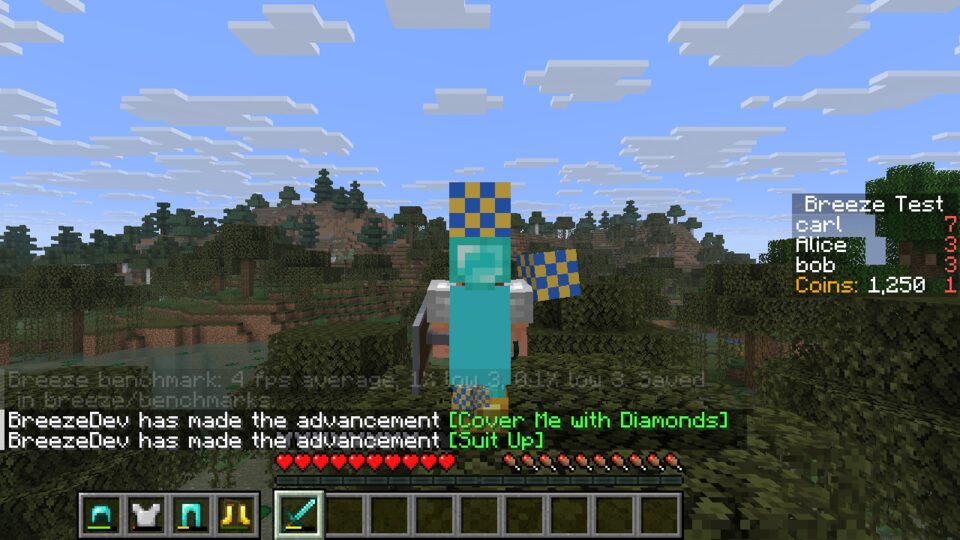 Breeze Test
carl 7
Alice 3
bob 3
Coins: 1,250 1
Breeze benchmark: 4 fps average, 1% low 3, 0.1% low 3. Saved
in breeze/benchmarks
BreezeDev has made the advancement [Cover Me with Diamonds]
BreezeDev has made the advancement [Suit Up]